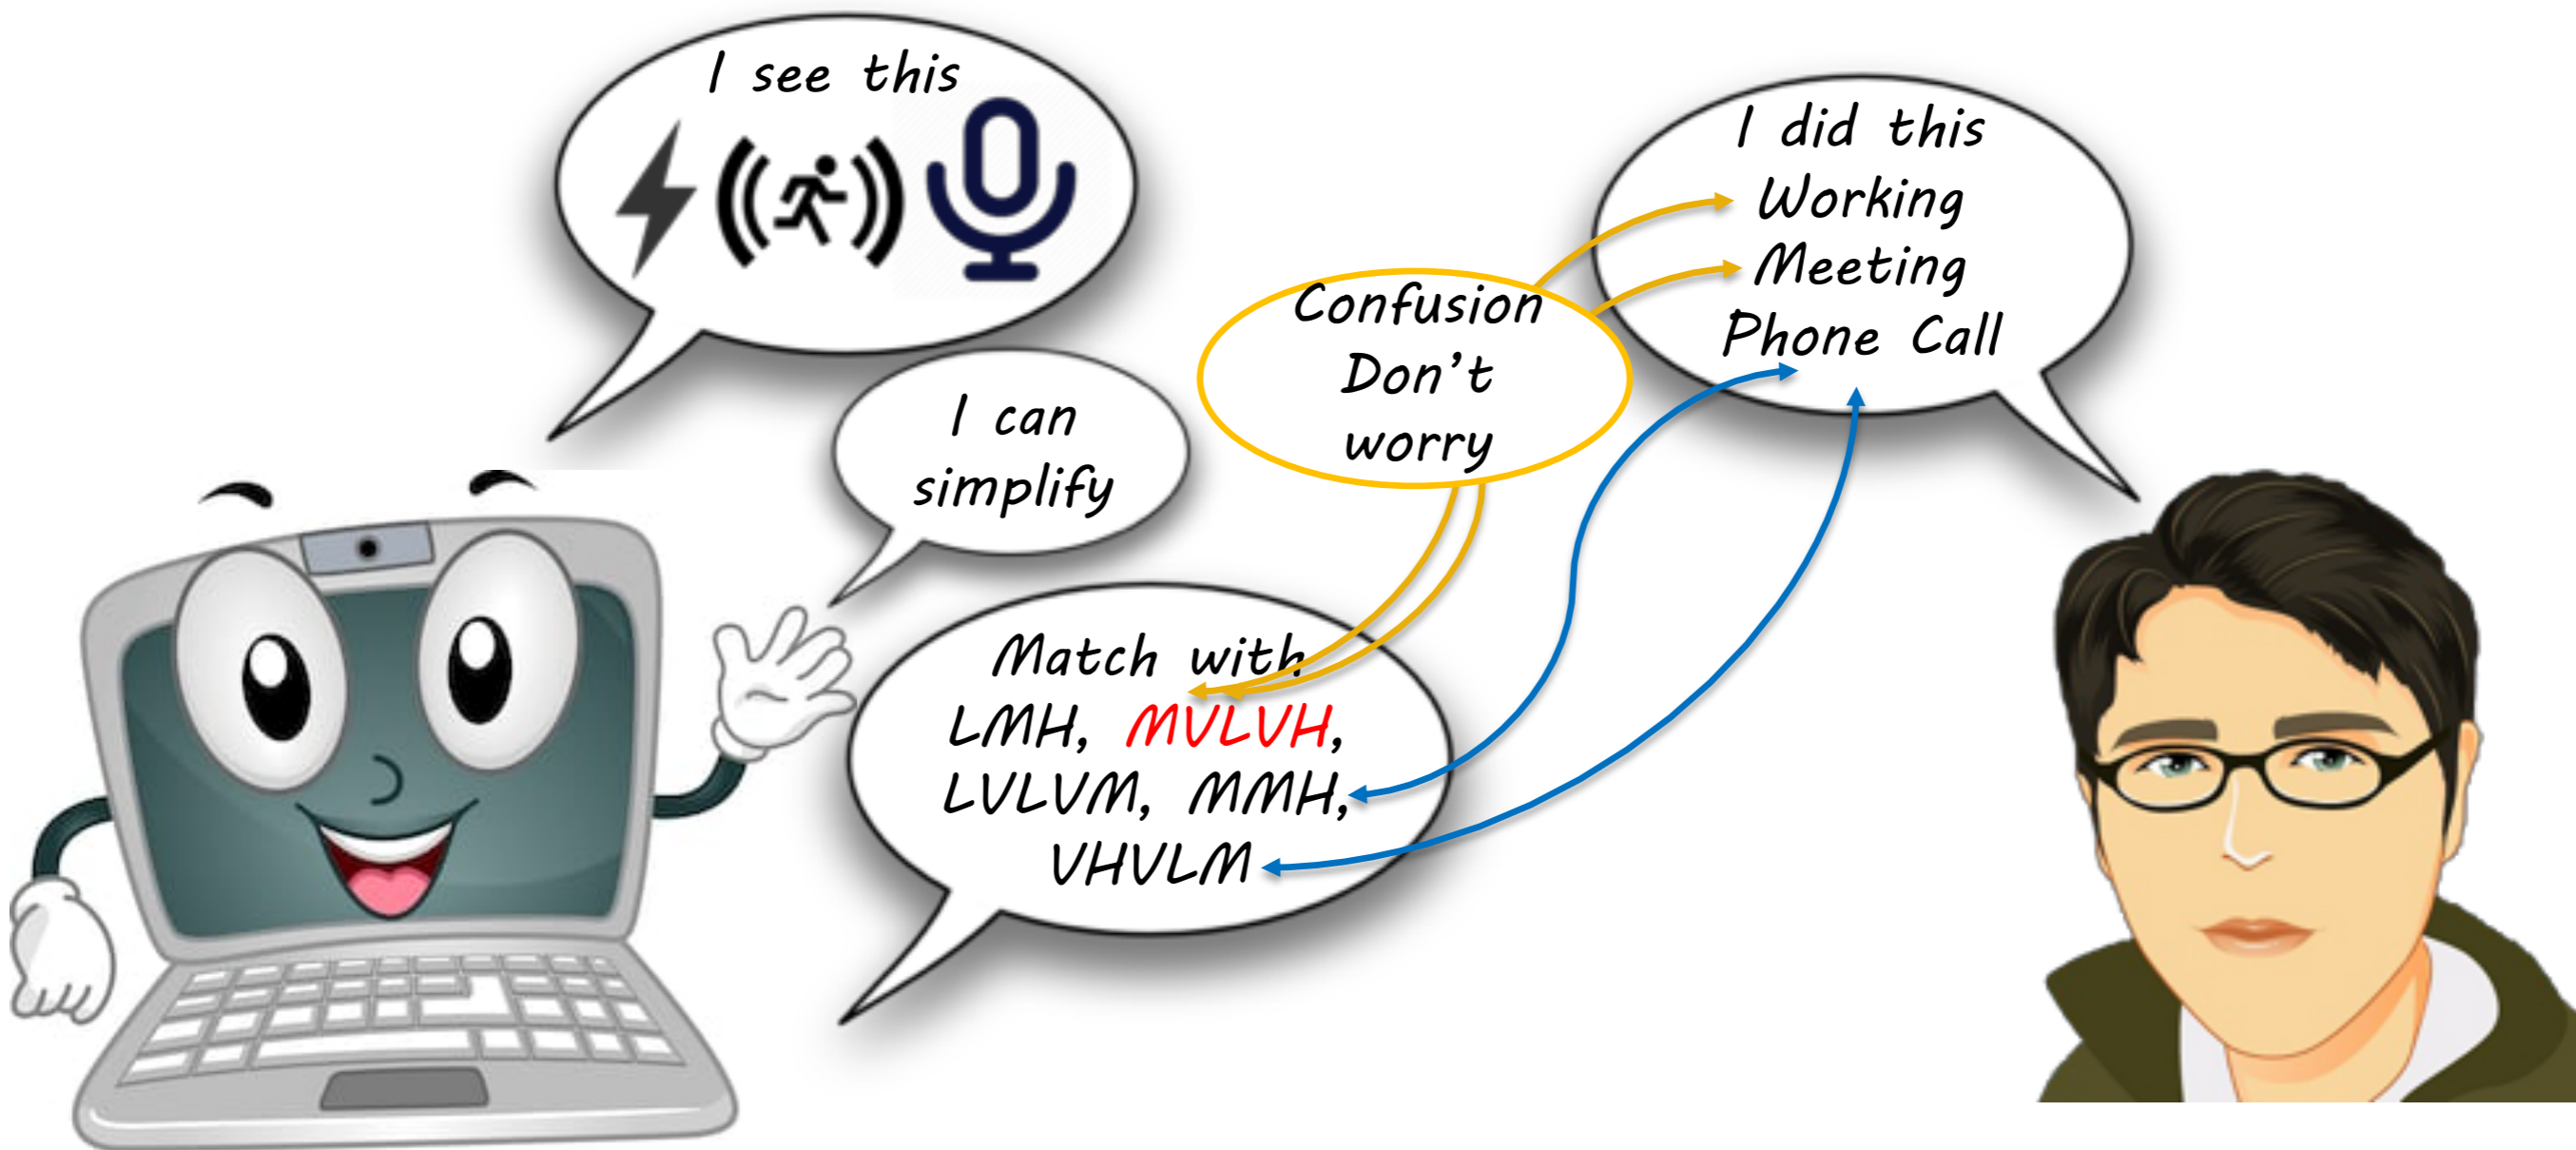 I see this
I can
simplify
Match with
LMH, MVLVH,
LVLVM, MMH,
VHVLM
Confusion
Don't
worry
I did this
Working
Meeting
Phone Call